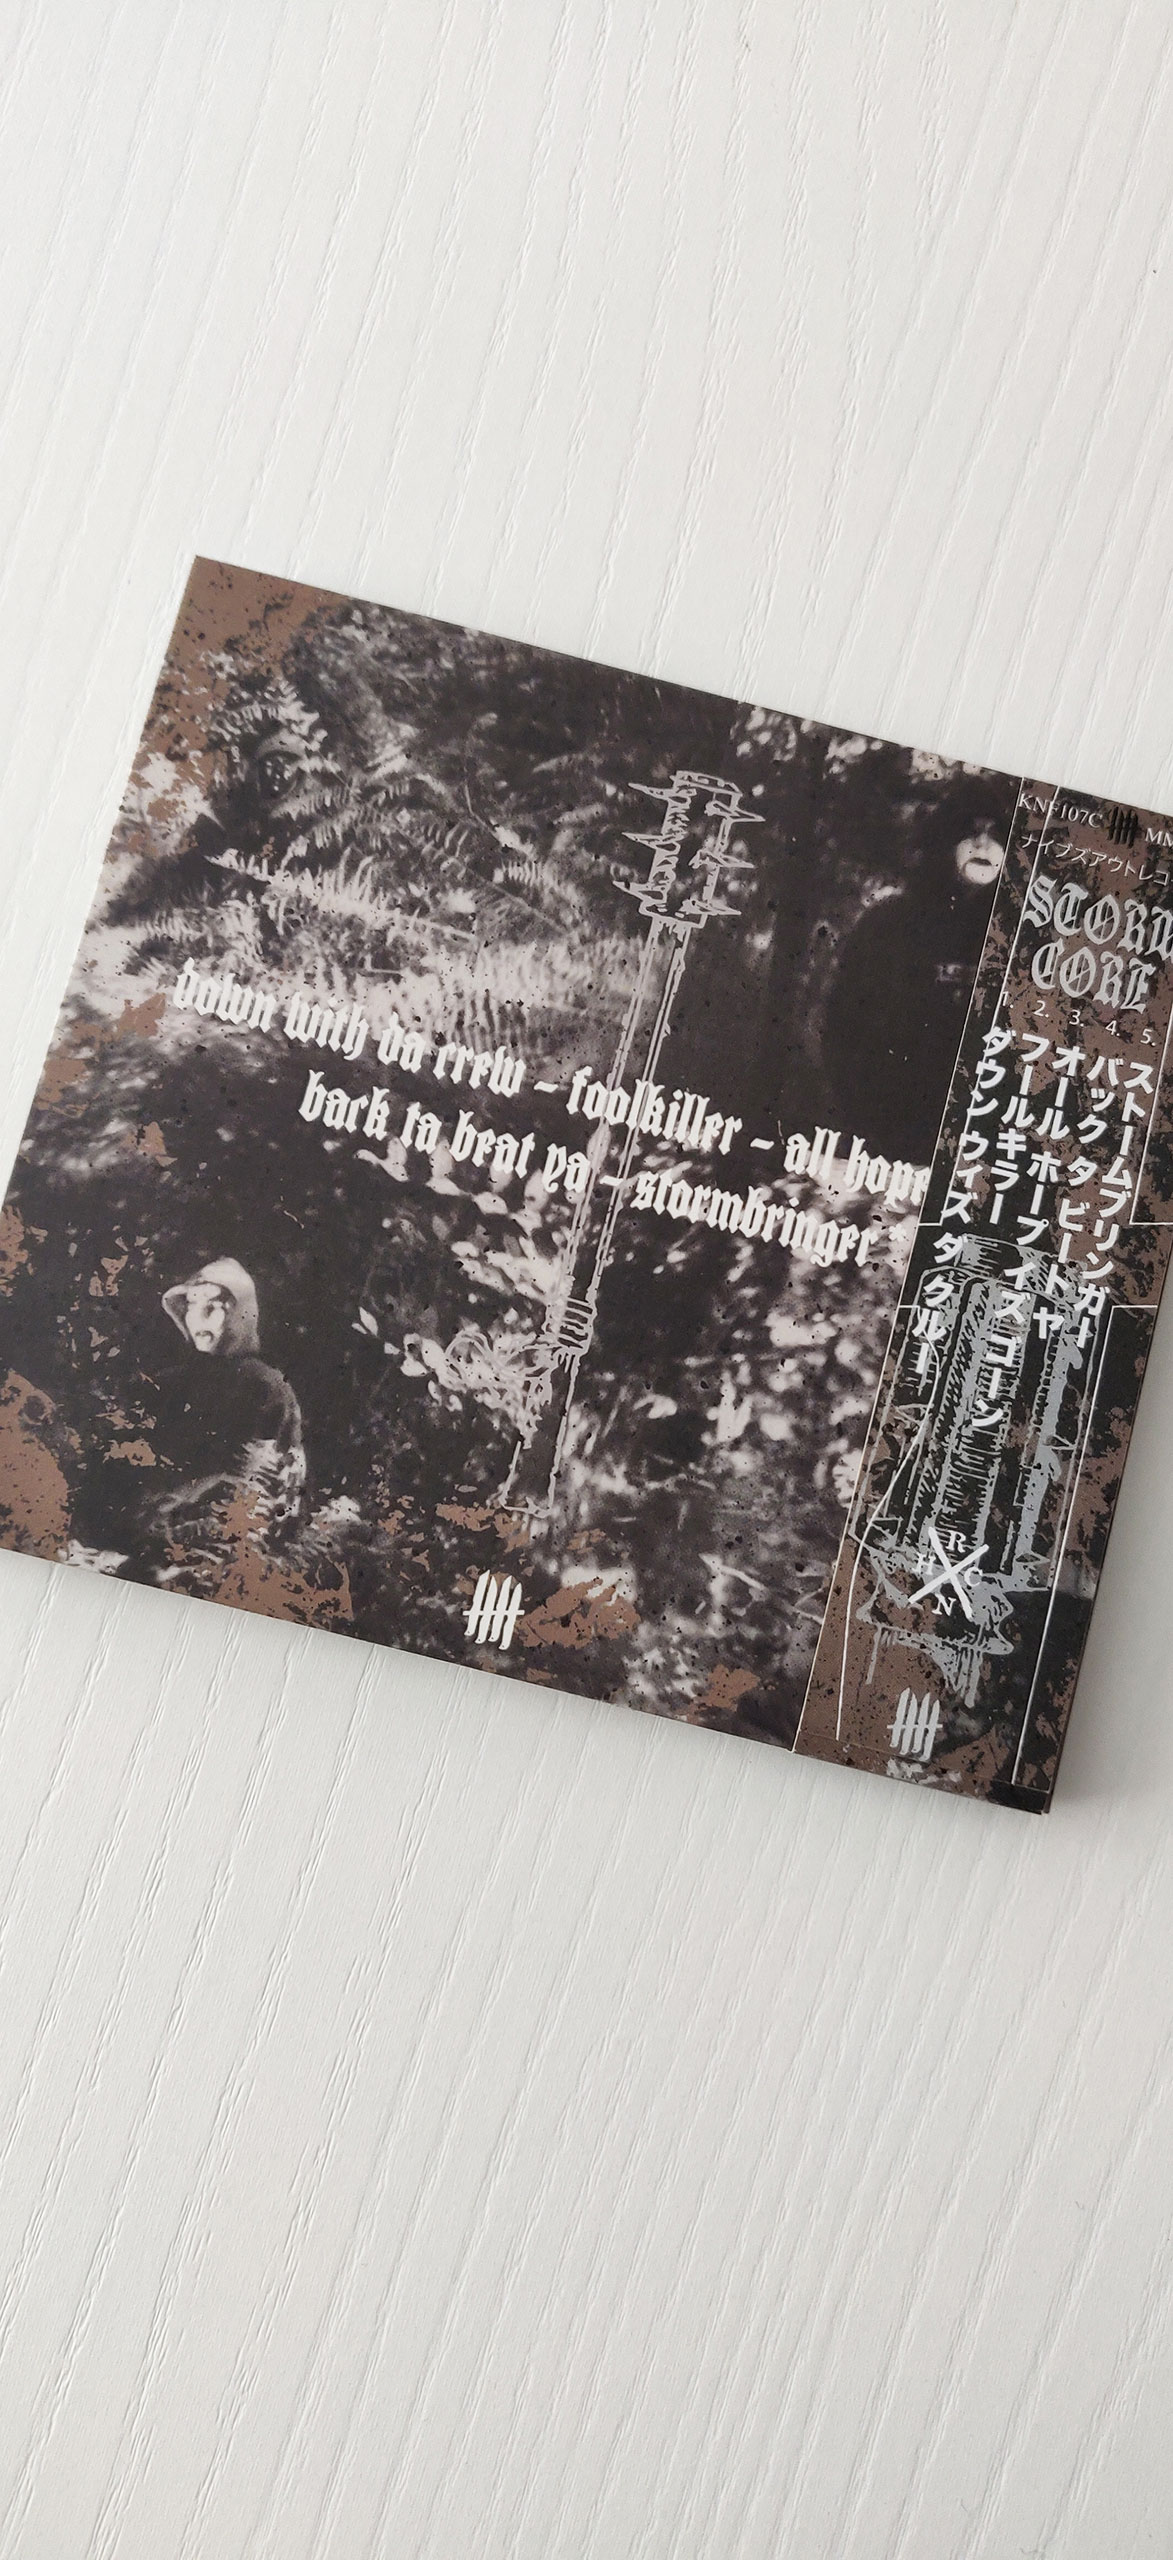 down with da crew - foolkiller - all hope
back ta beat ya - stormbringer *
KNF107C
ナイブズアウトレコー
STORM
CORE
1. 2. 3. 4. 5.
ダウン ウィズ ダ クルー
フールキラー
オール ホープ イズ ゴーン
バック タ ビート ヤ
ストームブリンガー
R
H C
N